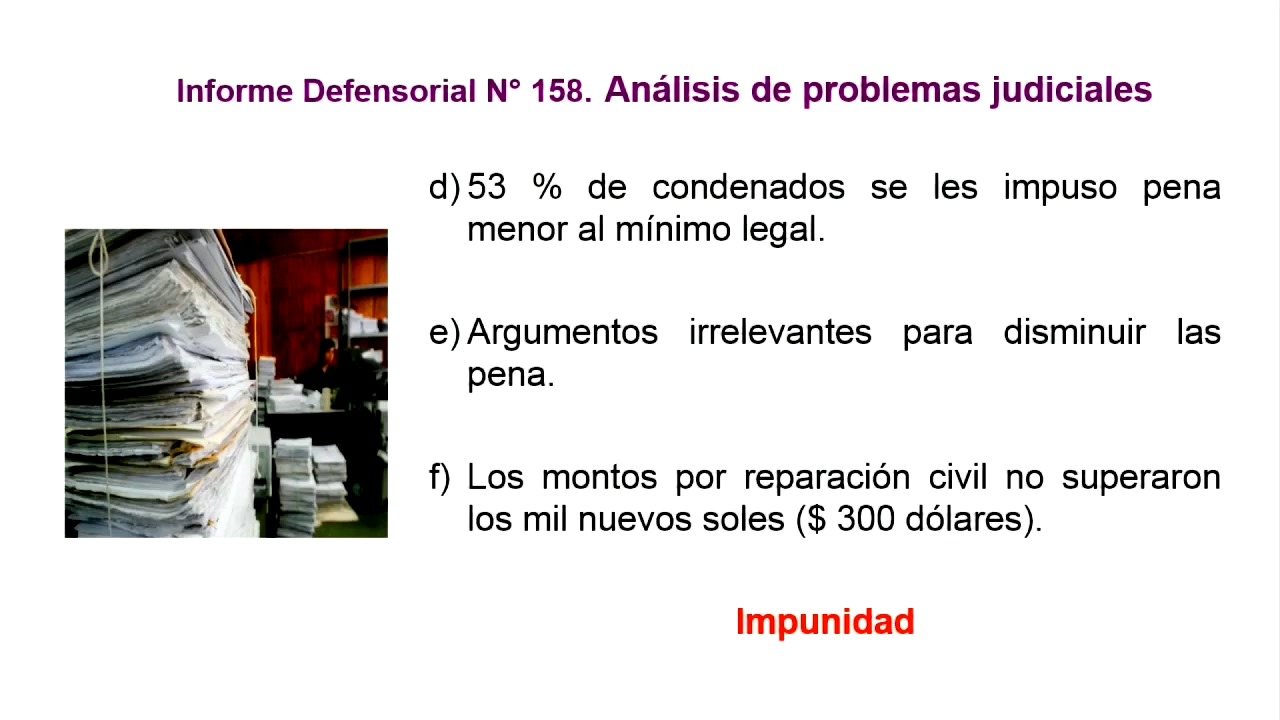 Informe Defensorial N° 158. Análisis de problemas judiciales
d) 53 % de condenados se les impuso pena
menor al mínimo legal.
e) Argumentos irrelevantes para disminuir las
pena.
f) Los montos por reparación civil no superaron
los mil nuevos soles ($ 300 dólares).
Impunidad